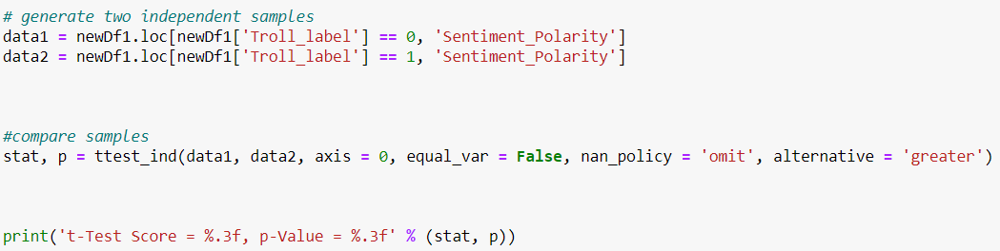 # generate two independent samples
data1 = newDf1.loc[newDf1['Troll_label'] == 0, 'Sentiment_Polarity']
data2 = newDf1.loc[newDf1['Troll_label'] == 1, 'Sentiment_Polarity']
#compare samples
stat, p = ttest_ind(data1, data2, axis = 0, equal_var = False, nan_policy = 'omit', alternative = 'greater')
print('t-Test Score = %.3f, p-Value = %.3f' % (stat, p))